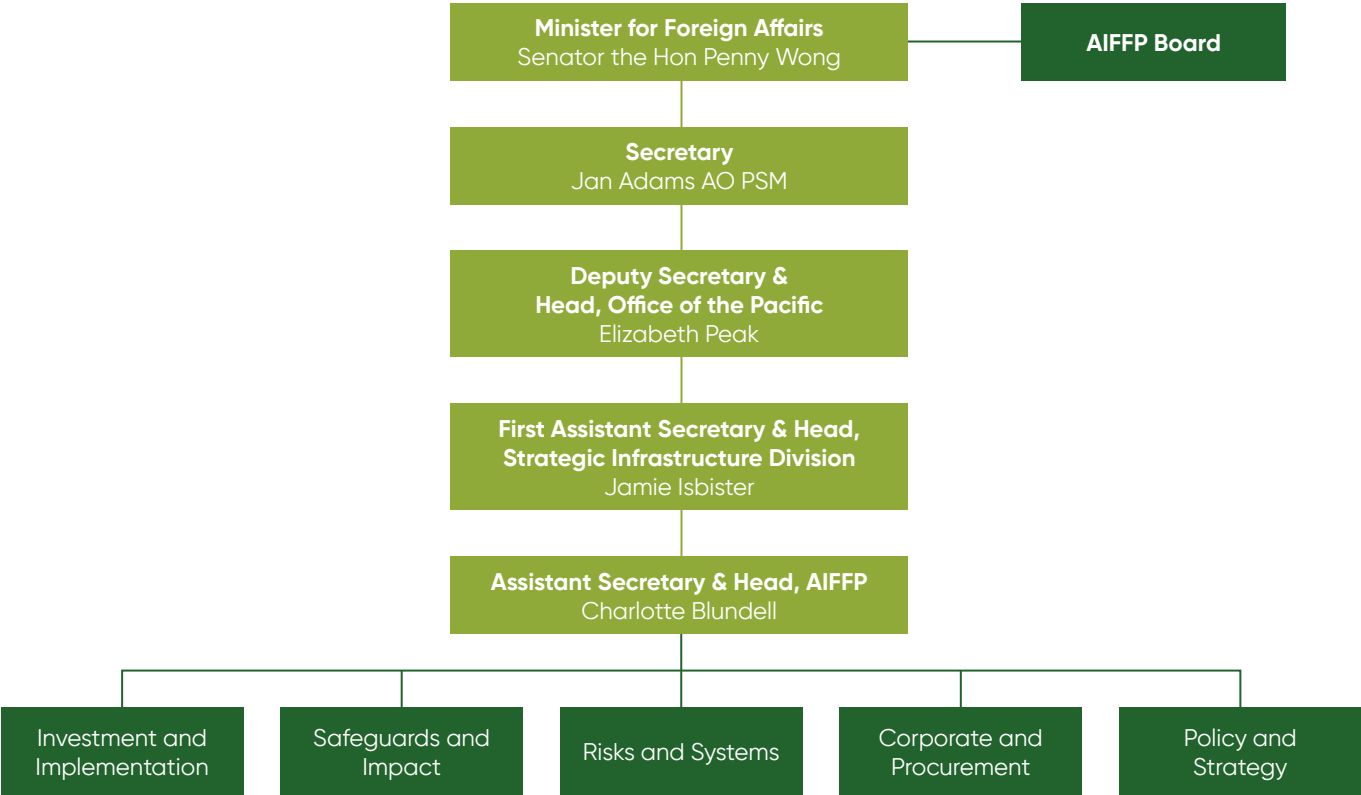 Minister for Foreign Affairs
Senator the Hon Penny Wong
AIFFP Board
Secretary
Jan Adams AO PSM
Deputy Secretary &
Head, Office of the Pacific
Elizabeth Peak
First Assistant Secretary & Head,
Strategic Infrastructure Division
Jamie Isbister
Assistant Secretary & Head, AIFFP
Charlotte Blundell
Investment and
Implementation
Safeguards and
Impact
Risks and Systems
Corporate and
Procurement
Policy and
Strategy